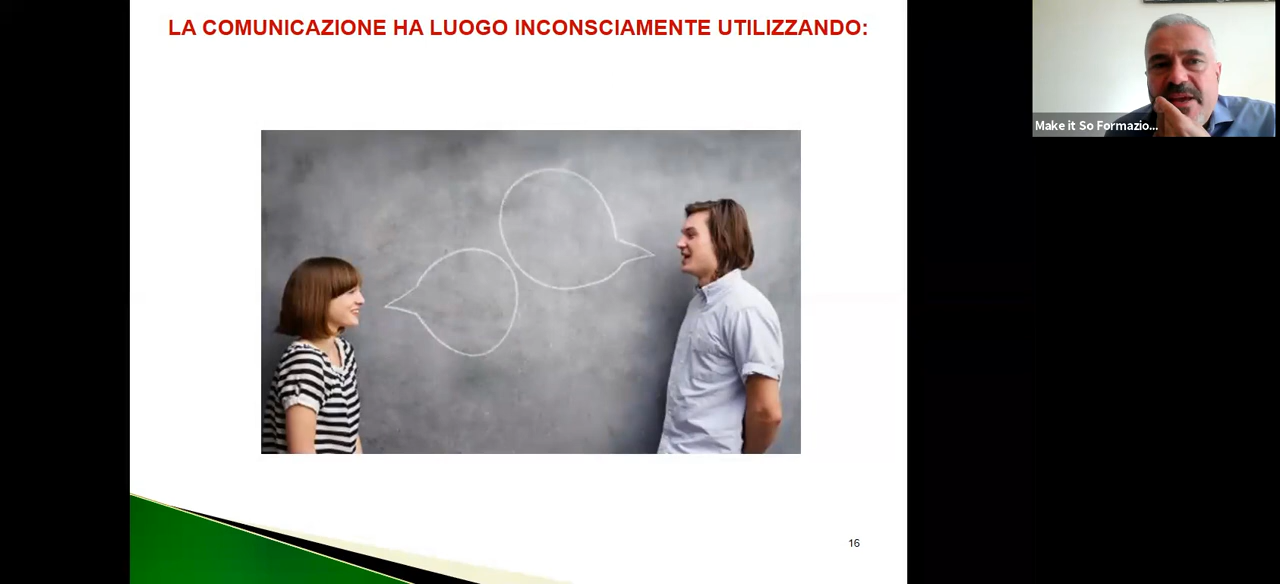 LA COMUNICAZIONE HA LUOGO INCONSCIAMENTE UTILIZZANDO:
Make it So Formazio...
16